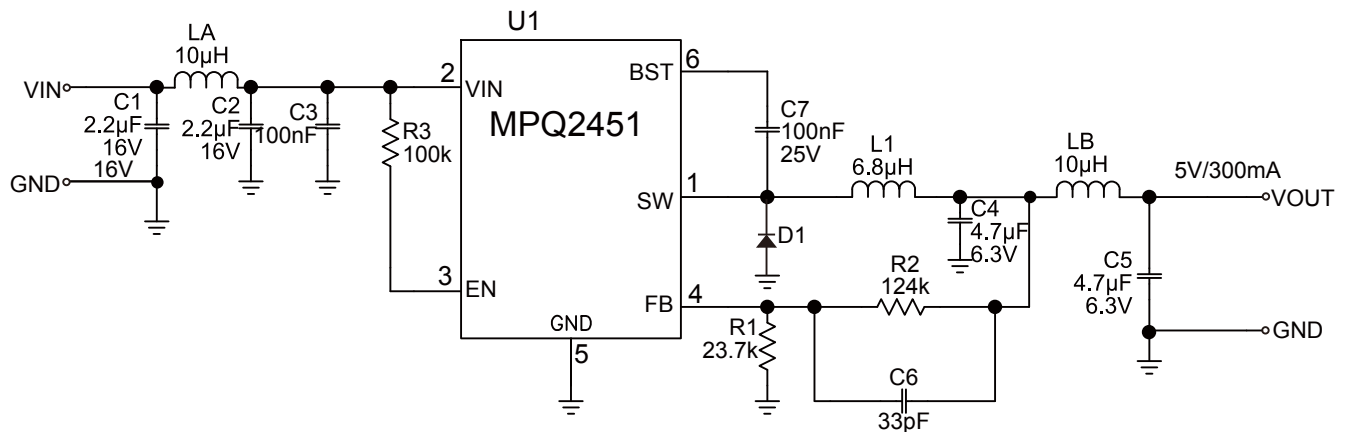 U1
LA
10µH
VIN
C1
2.2µF
16V
16V
GND
C2
2.2µF
16V
C3
100nF
R3
100k
2
VIN
MPQ2451
BST
6
C7
100nF
25V
SW
1
D1
L1
6.8µH
C4
4.7µF
6.3V
LB
10µH
5V/300mA
VOUT
C5
4.7µF
6.3V
GND
3
EN
FB
4
GND
5
R2
124k
R1
23.7k
C6
33pF